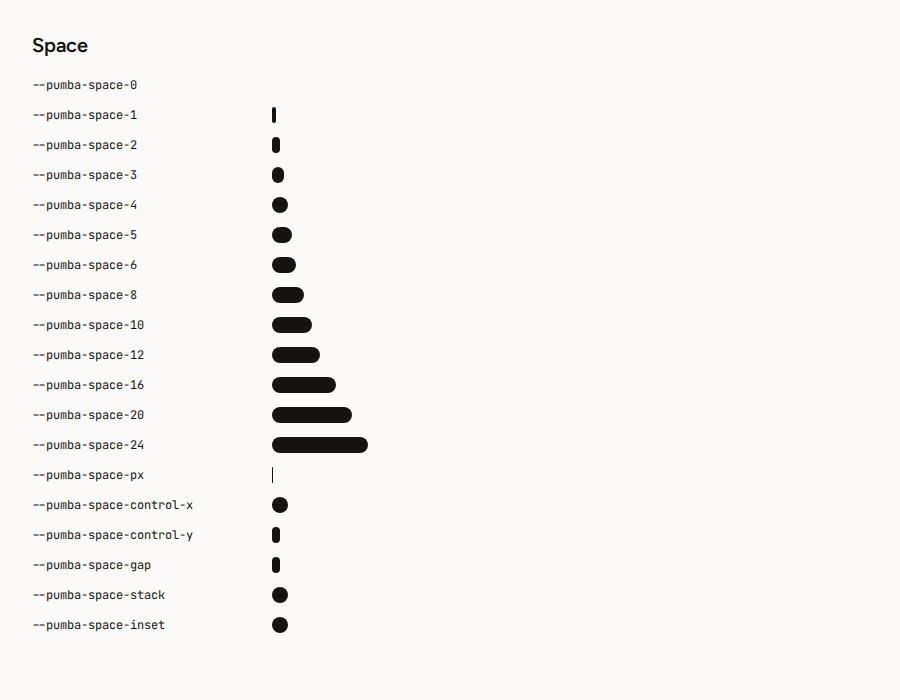 Space
--pumba-space-0
--pumba-space-1
--pumba-space-2
--pumba-space-3
--pumba-space-4
--pumba-space-5
--pumba-space-6
--pumba-space-8
--pumba-space-10
--pumba-space-12
--pumba-space-16
--pumba-space-20
--pumba-space-24
--pumba-space-px
--pumba-space-control-x
--pumba-space-control-y
--pumba-space-gap
--pumba-space-stack
--pumba-space-inset